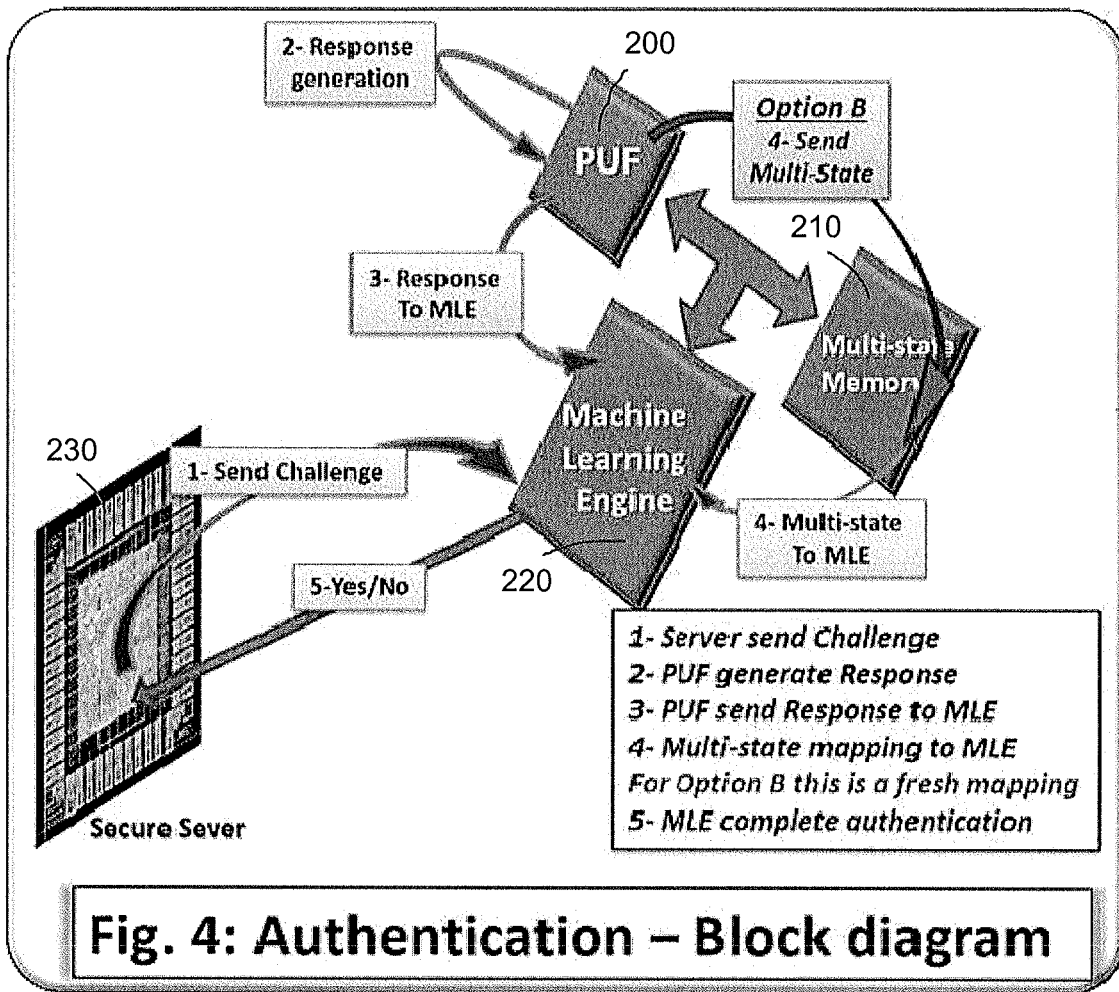 2- Response
generation
200
PUF
Option B
4- Send
Multi-State
210
3- Response
To MLE
Multi-state
Memory
Machine
Learning
Engine
230
1- Send Challenge
4- Multi-state
To MLE
5-Yes/No
220
Secure Sever
1- Server send Challenge
2- PUF generate Response
3- PUF send Response to MLE
4- Multi-state mapping to MLE
For Option B this is a fresh mapping
5- MLE complete authentication
Fig. 4: Authentication – Block diagram